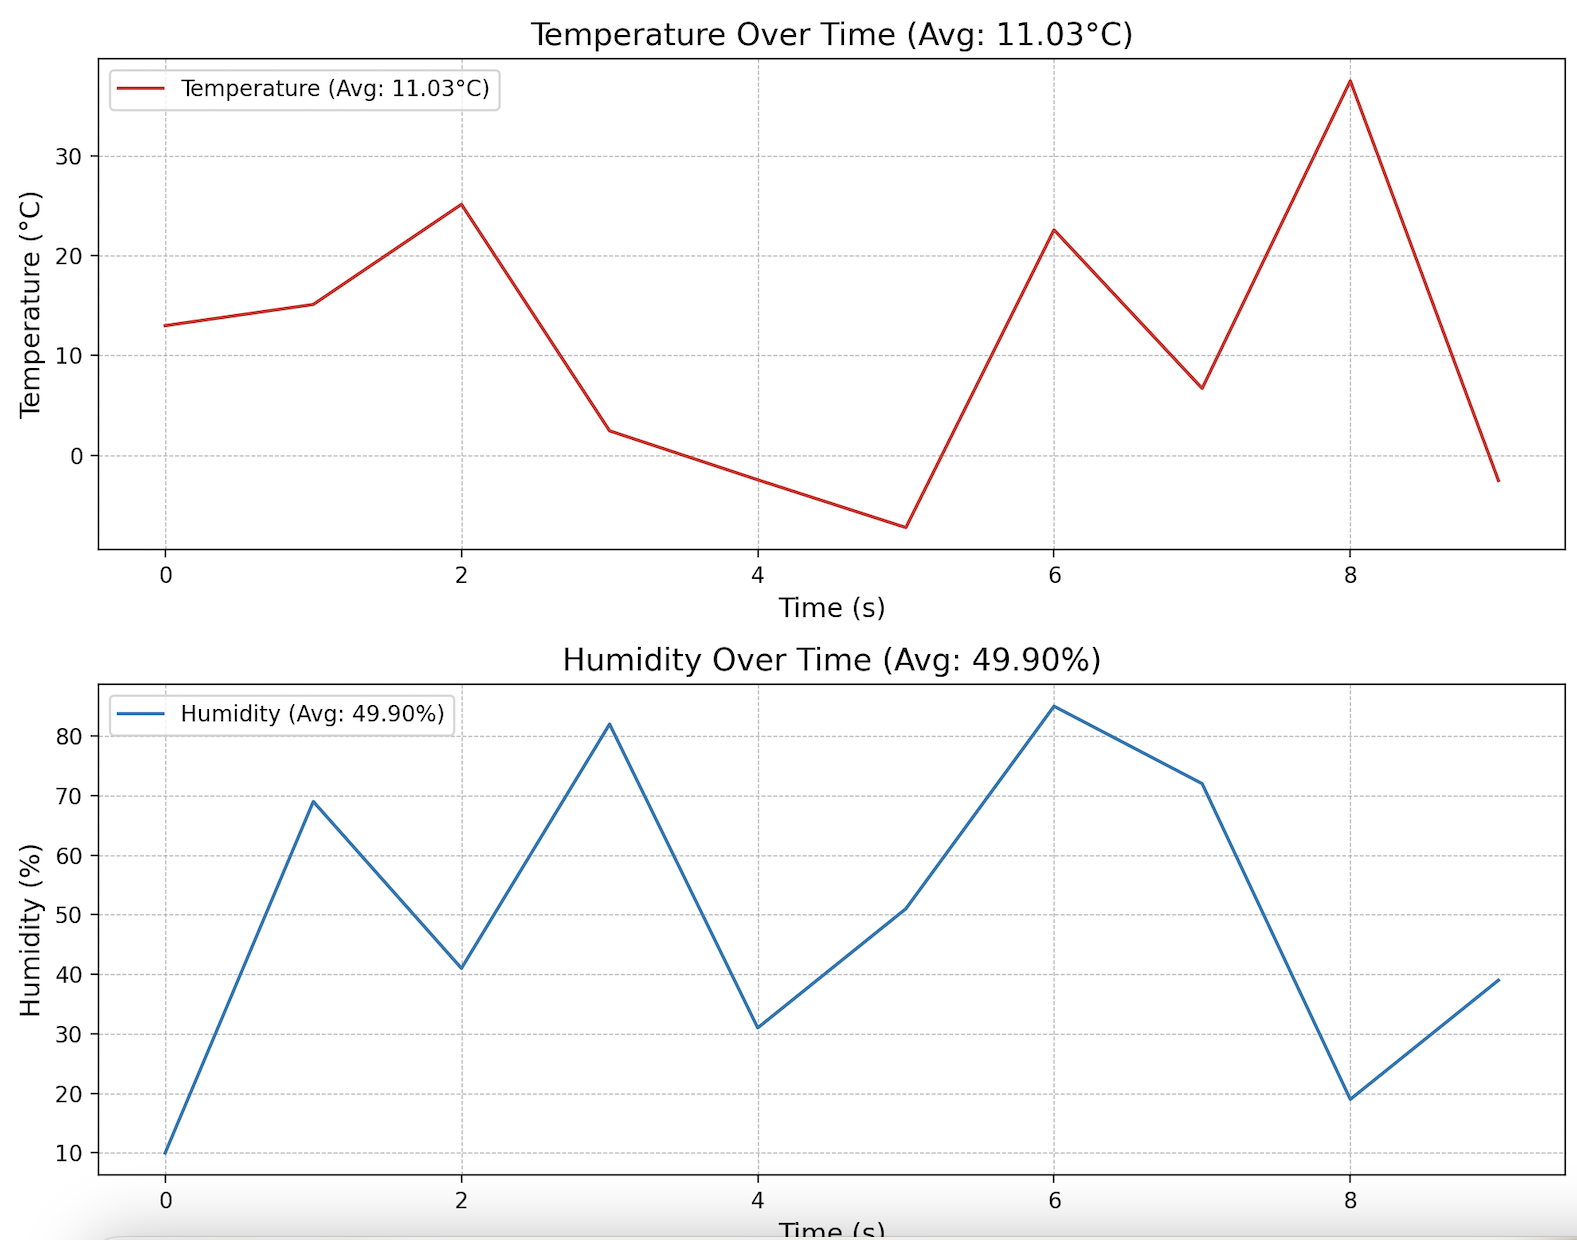 Temperature Over Time (Avg: 11.03°C)
Temperature (Avg: 11.03°C)
Temperature (°C)
30
20
10
0
0 2 4 6 8
Time (s)
Humidity Over Time (Avg: 49.90%)
Humidity (Avg: 49.90%)
Humidity (%)
80
70
60
50
40
30
20
10
0 2 4 6 8
Time (s)